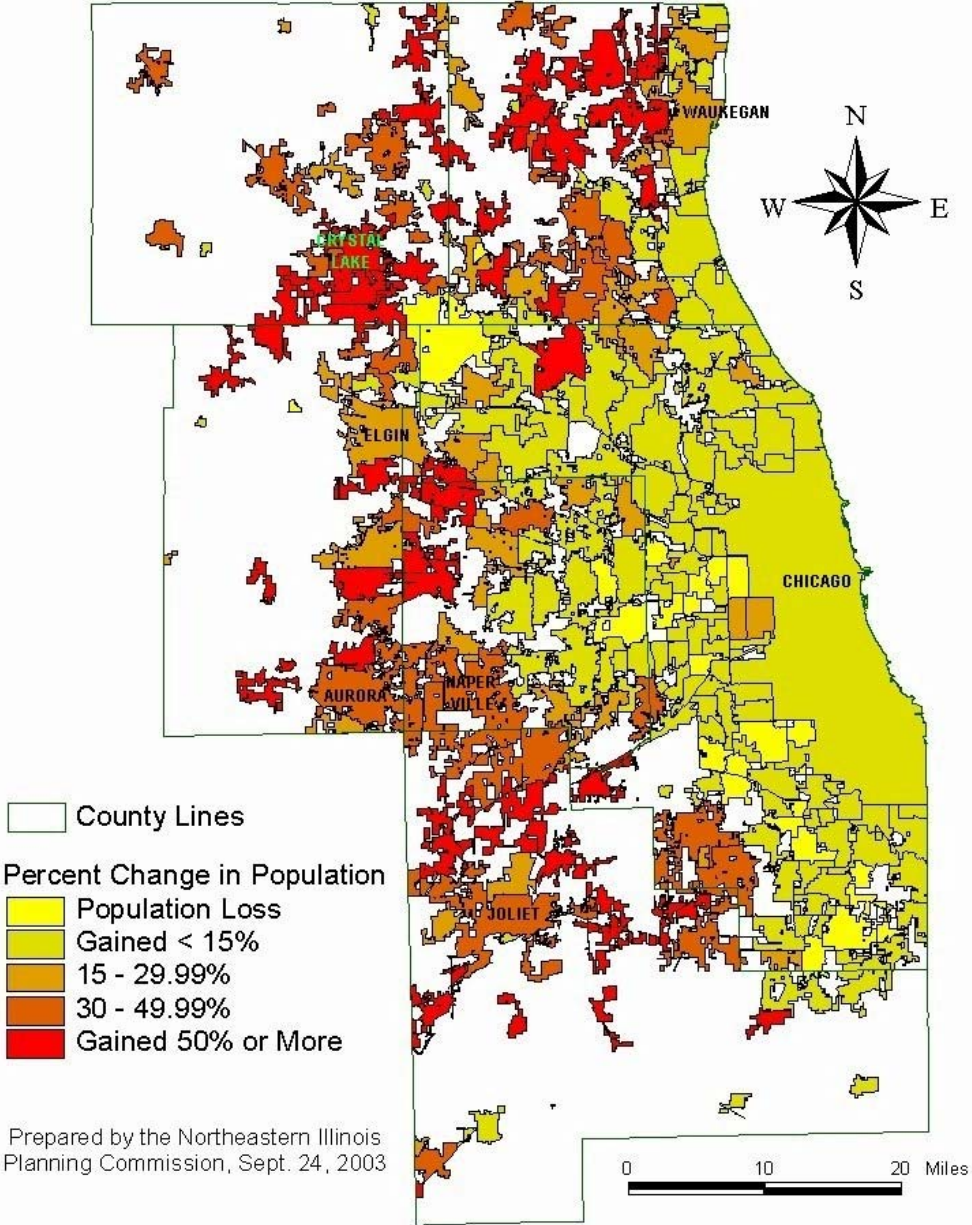 WAUKEGAN
N
W
E
S
CRYSTAL
LAKE
ELGIN
CHICAGO
AURORA
NAPER
VILLE
County Lines
Percent Change in Population
Population Loss
Gained < 15%
15 - 29.99%
30 - 49.99%
Gained 50% or More
JOLIET
Prepared by the Northeastern Illinois
Planning Commission, Sept. 24, 2003
0 10 20 Miles